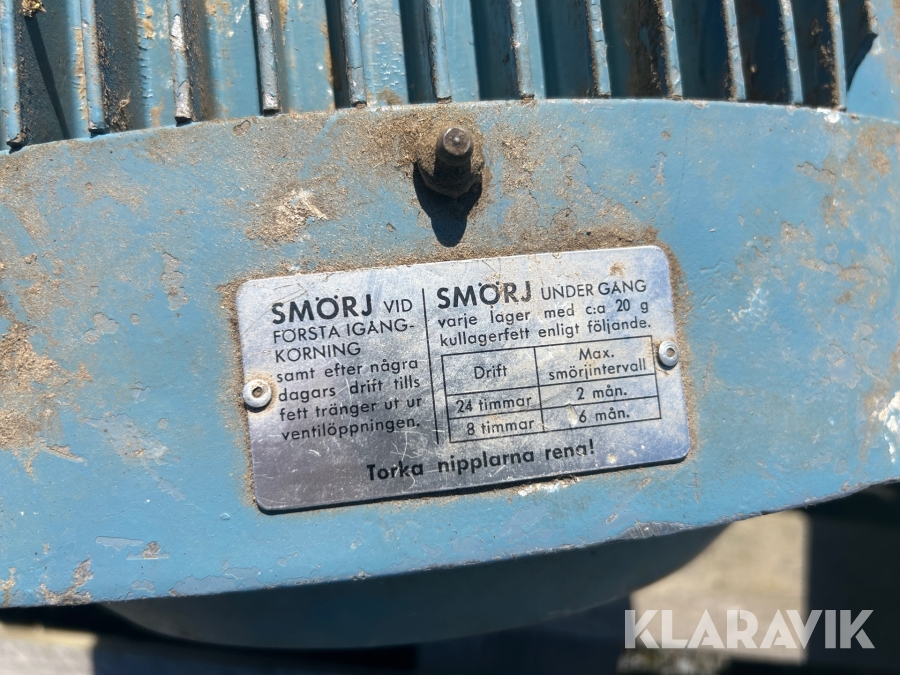 SMÖRJ VID
FÖRSTA IGÅNG-
KÖRNING
samt efter några
dagars drift tills
fett tränger ut ur
ventilöppningen.
SMÖRJ UNDER GÅNG
varje lager med c:a 20 g
kullagerfett enligt följande.
Drift
Max.
smörjintervall
24 timmar
2 mån.
8 timmar
6 mån.
Torka nipplarna rena!
KLARAVIK